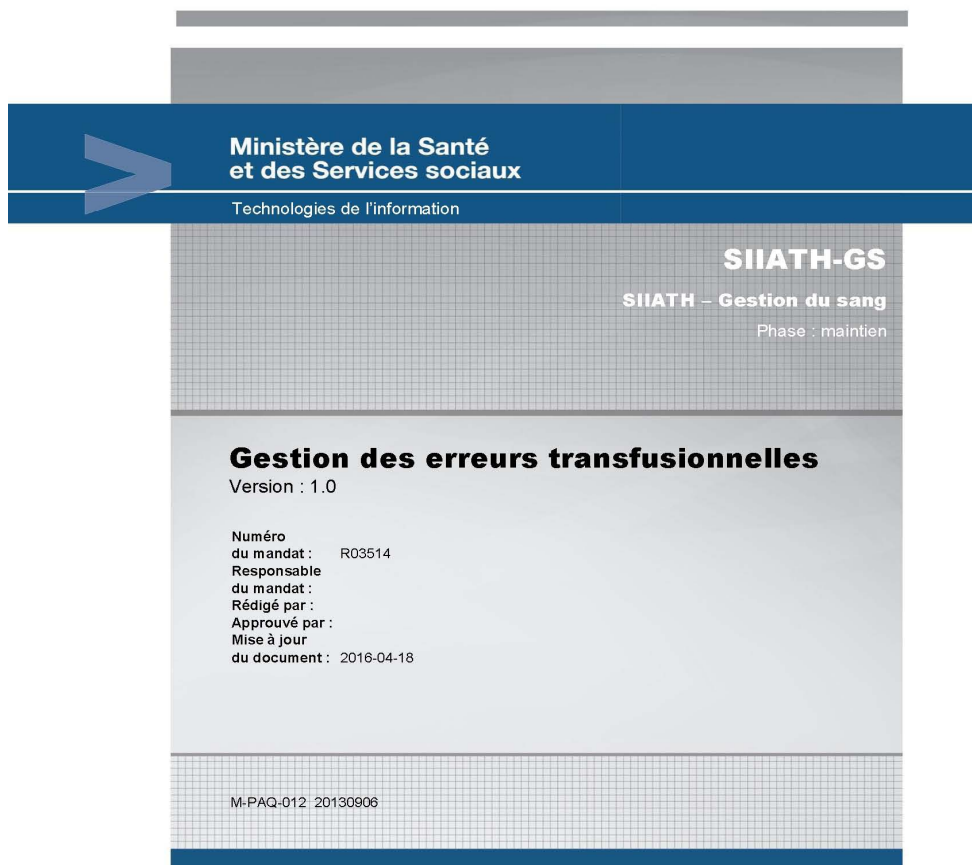 Ministère de la Santé
et des Services sociaux
Technologies de l'information
SIIATH-GS
SIIATH – Gestion du sang
Phase : maintien
Gestion des erreurs transfusionnelles
Version : 1.0
Numéro
du mandat : R03514
Responsable
du mandat :
Rédigé par :
Approuvé par :
Mise à jour
du document : 2016-04-18
M-PAQ-012 20130906